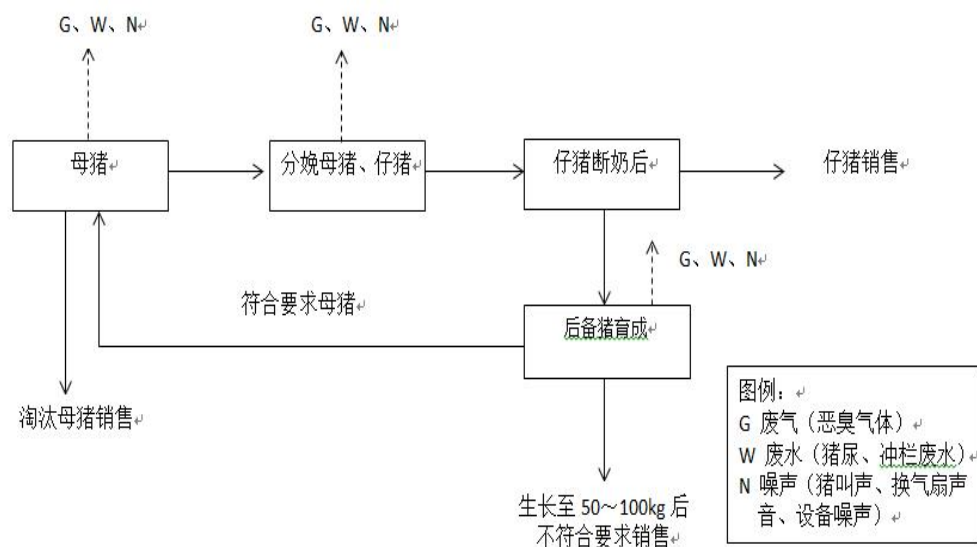 G、W、N
G、W、N
母猪
分娩母猪、仔猪
仔猪断奶后
仔猪销售
G、W、N
符合要求母猪
后备猪育成
淘汰母猪销售
生长至 50～100kg 后
不符合要求销售
图例：
G 废气（恶臭气体）
W 废水（猪尿、冲栏废水）
N 噪声（猪叫声、换气扇声
音、设备噪声）